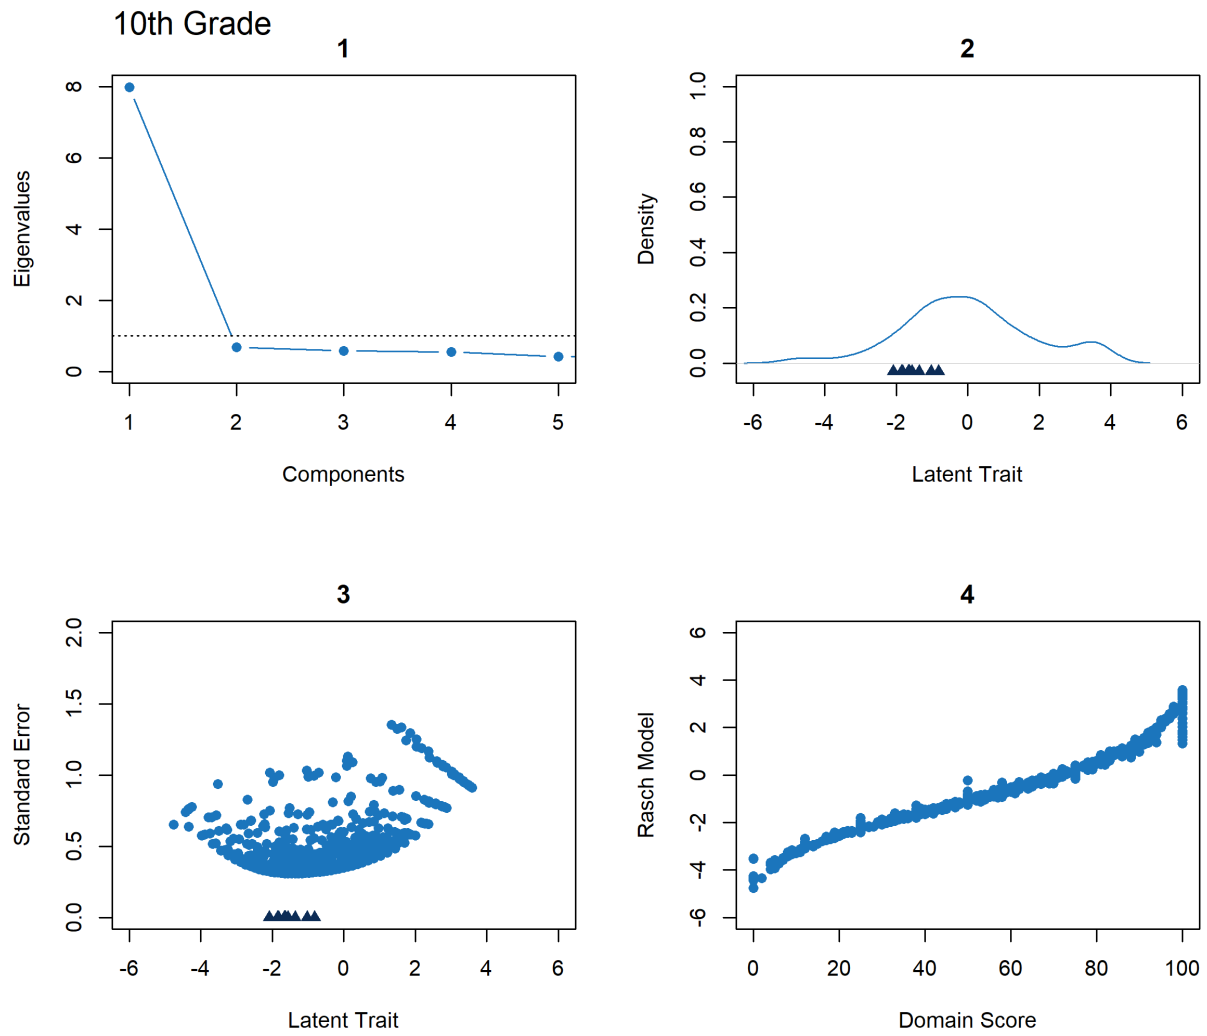 10th Grade
1
Eigenvalues
8
6
4
2
0
1 2 3 4 5
Components
2
Density
1.0
0.8
0.6
0.4
0.2
0.0
-6 -4 -2 0 2 4 6
Latent Trait
3
Standard Error
2.0
1.5
1.0
0.5
0.0
-6 -4 -2 0 2 4 6
Latent Trait
4
Rasch Model
6
4
2
0
-2
-4
-6
0 20 40 60 80 100
Domain Score